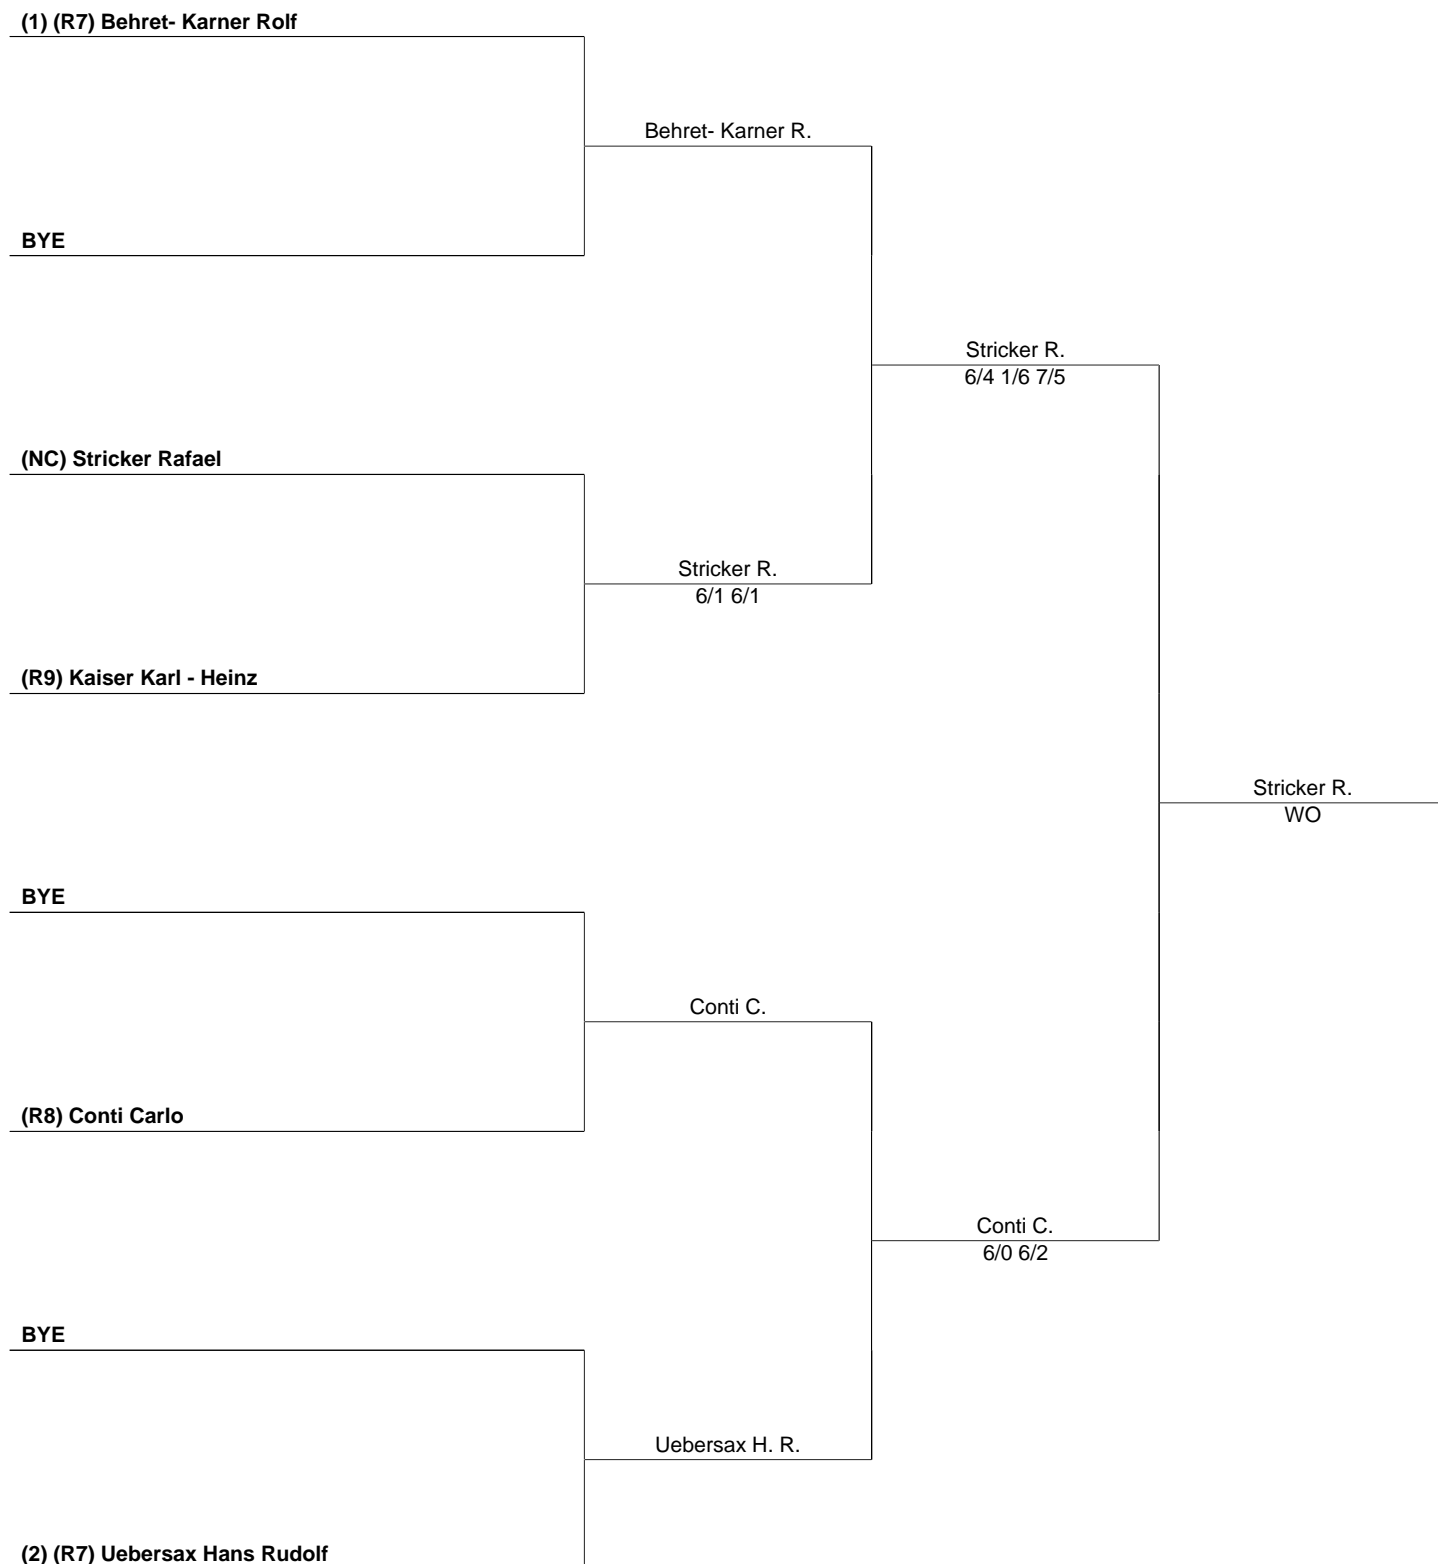 (1) (R7) Behret- Karner Rolf
Behret- Karner R.
BYE
Stricker R.
6/4 1/6 7/5
(NC) Stricker Rafael
Stricker R.
6/1 6/1
(R9) Kaiser Karl - Heinz
Stricker R.
WO
BYE
Conti C.
(R8) Conti Carlo
Conti C.
6/0 6/2
BYE
Uebersax H. R.
(2) (R7) Uebersax Hans Rudolf